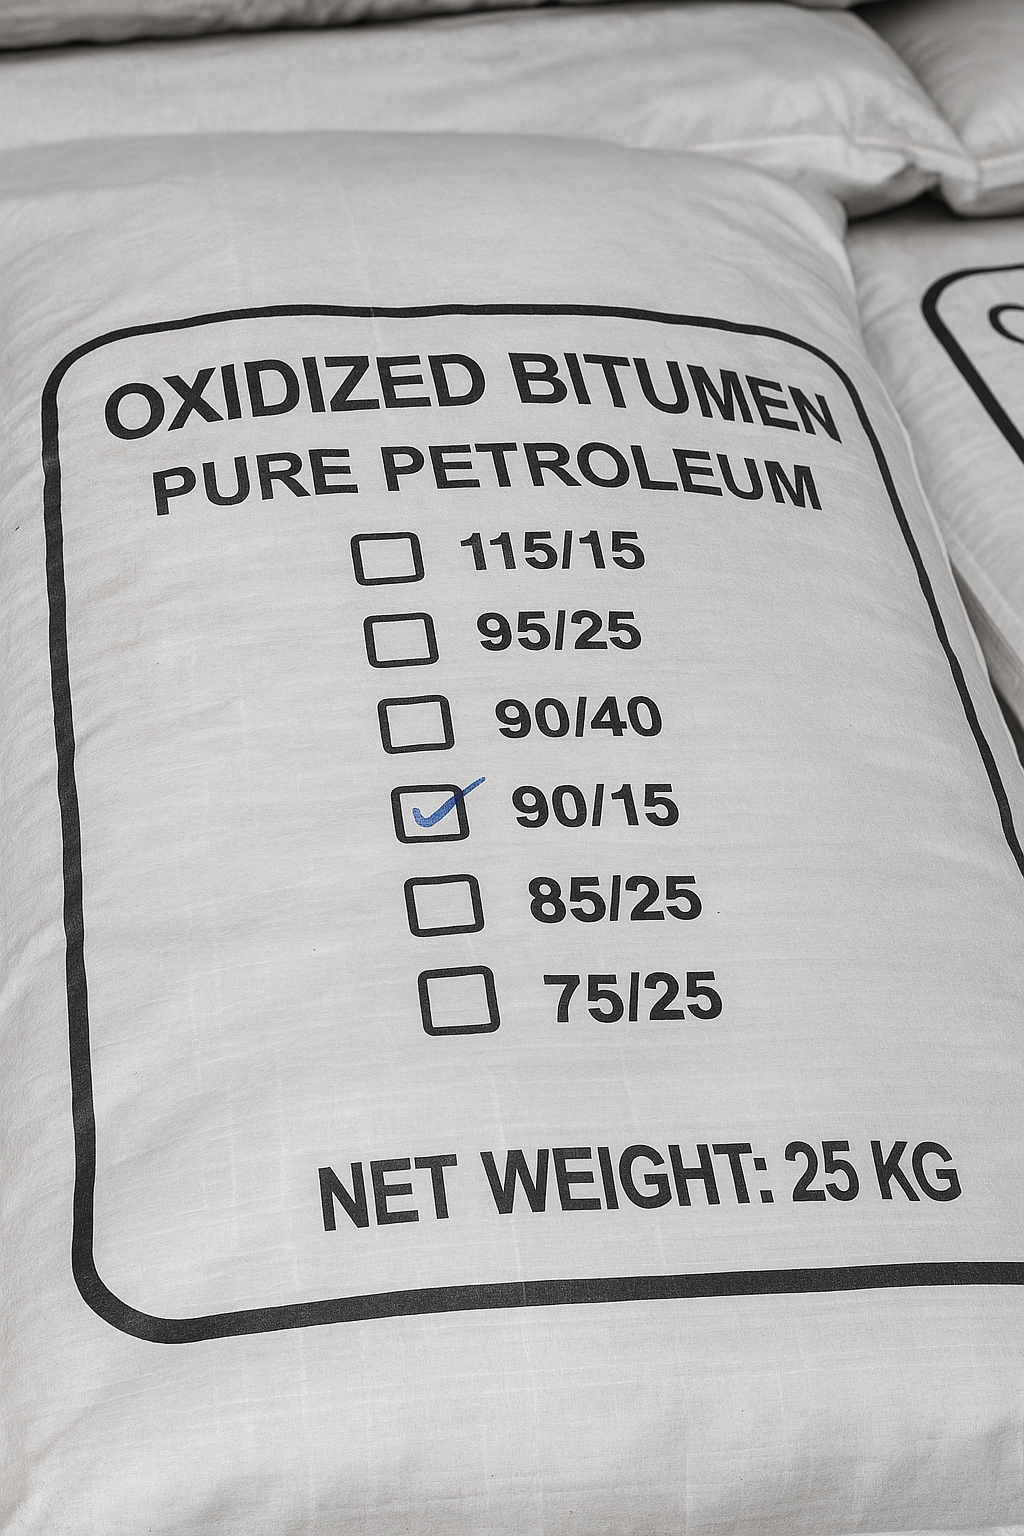 OXIDIZED BITUMEN
PURE PETROLEUM
☐ 115/15
☐ 95/25
☐ 90/40
☑ 90/15
☐ 85/25
☐ 75/25
NET WEIGHT: 25 KG